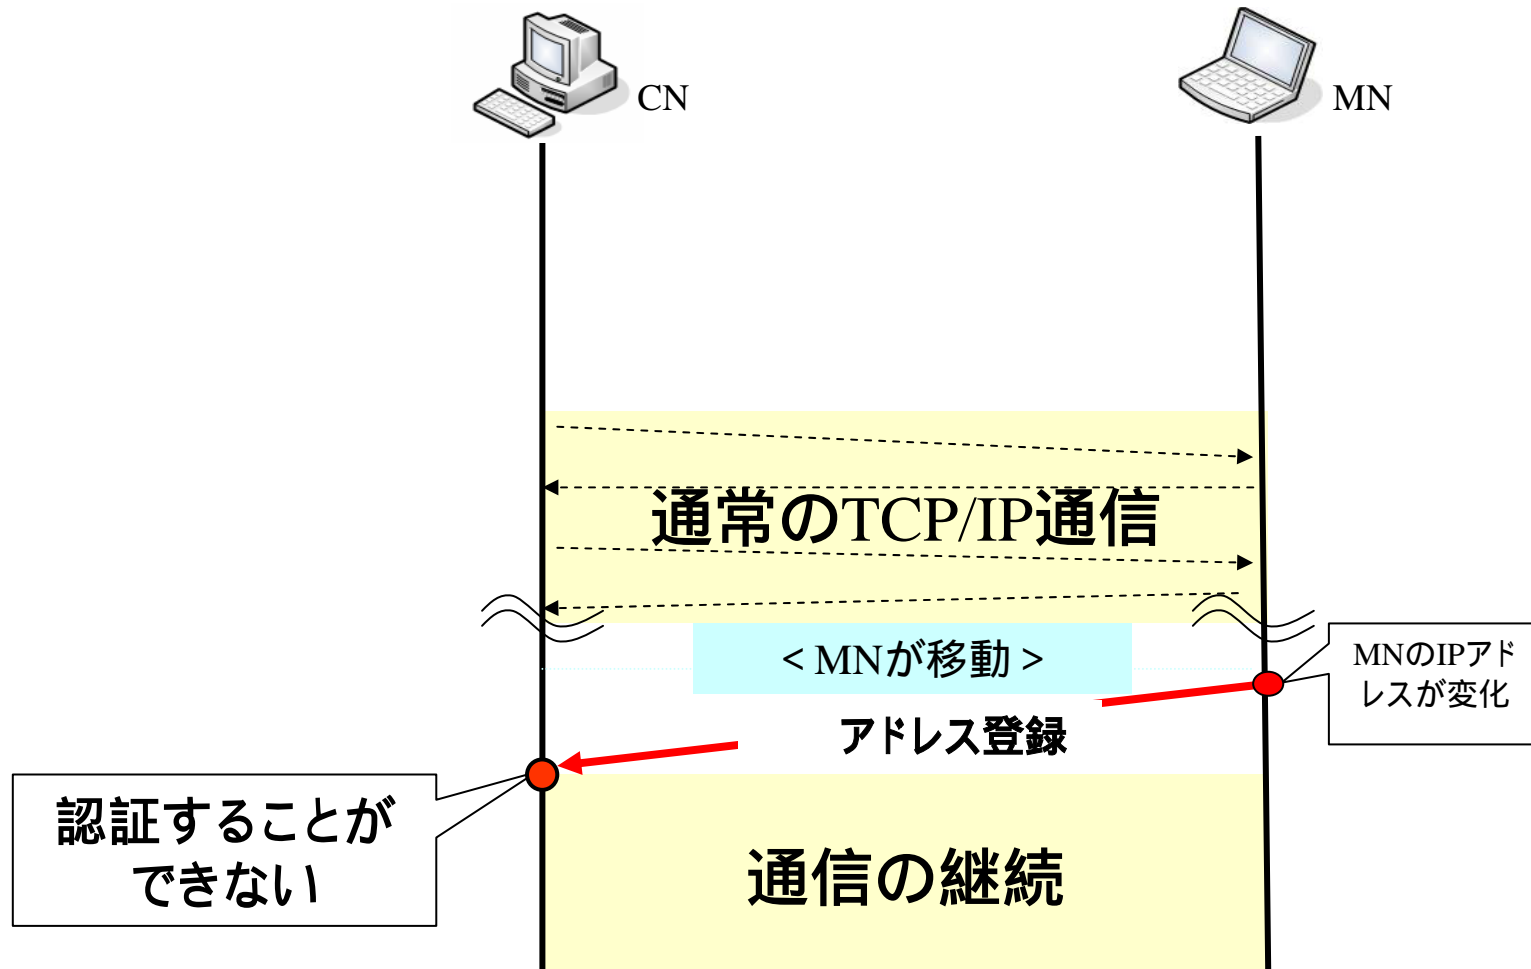 CN
MN
通常のTCP/IP通信
< MNが移動 >
MNのIPアド
レスが変化
アドレス登録
認証することが
できない
通信の継続